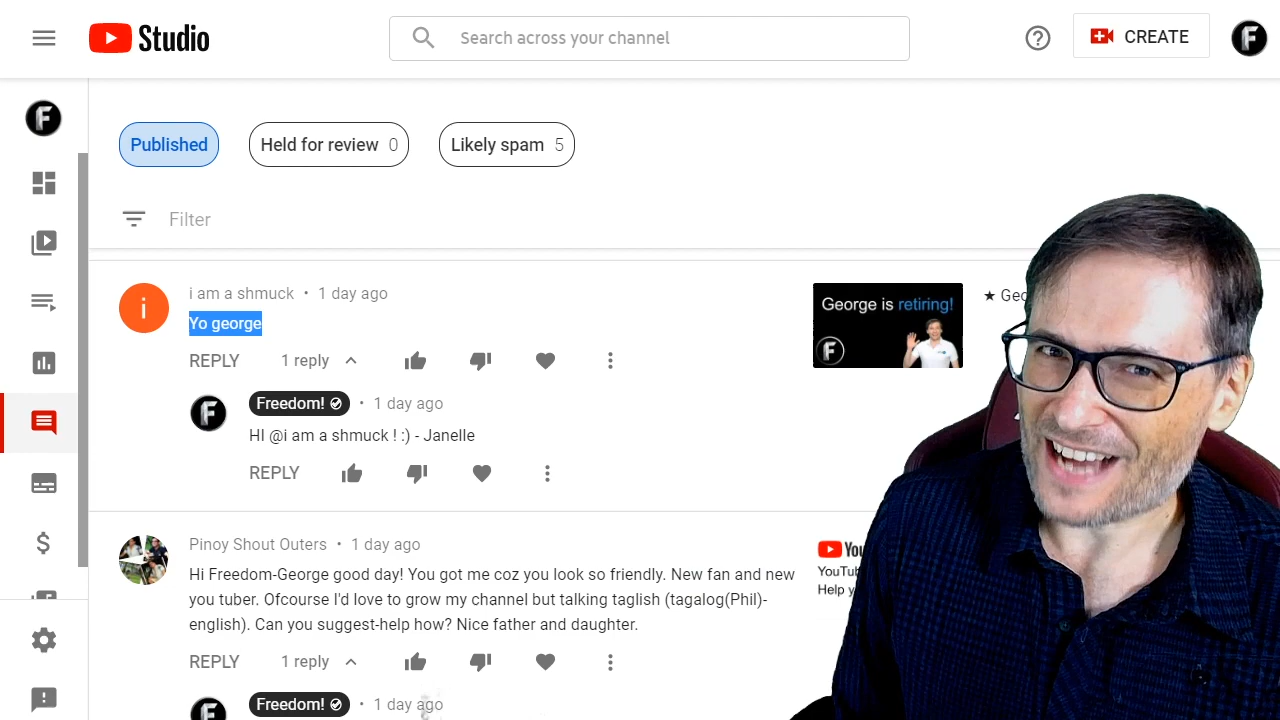 Studio
Search across your channel
CREATE
F
F
Published
Held for review 0
Likely spam 5
Filter
i
i am a shmuck • 1 day ago
Yo george
REPLY 1 reply
George is retiring!
F
★ Geo
F
Freedom! • 1 day ago
HI @i am a shmuck ! :) - Janelle
REPLY
Pinoy Shout Outers • 1 day ago
Hi Freedom-George good day! You got me coz you look so friendly. New fan and new
you tuber. Ofcourse I'd love to grow my channel but talking taglish (tagalog(Phil)-
english). Can you suggest-help how? Nice father and daughter.
You
YouTub
Help y
REPLY 1 reply
F
Freedom! • 1 day ago